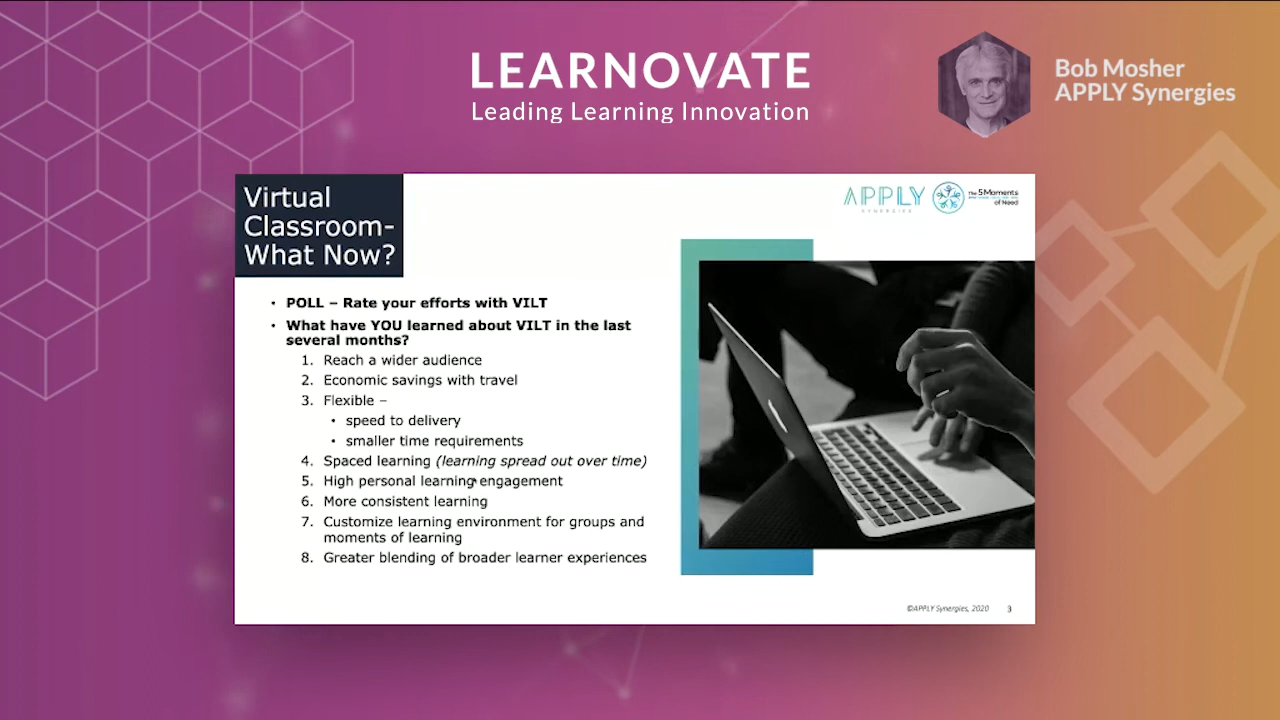 LEARNOVATE
Leading Learning Innovation
Bob Mosher
APPLY Synergies
Virtual
Classroom-
What Now?
APPLY
SYNERGIES
The 5 Moments
of Need
• POLL – Rate your efforts with VILT
• What have YOU learned about VILT in the last
several months?
1. Reach a wider audience
2. Economic savings with travel
3. Flexible –
• speed to delivery
• smaller time requirements
4. Spaced learning (learning spread out over time)
5. High personal learning engagement
6. More consistent learning
7. Customize learning environment for groups and
moments of learning
8. Greater blending of broader learner experiences
©APPLY Synergies, 2020 3